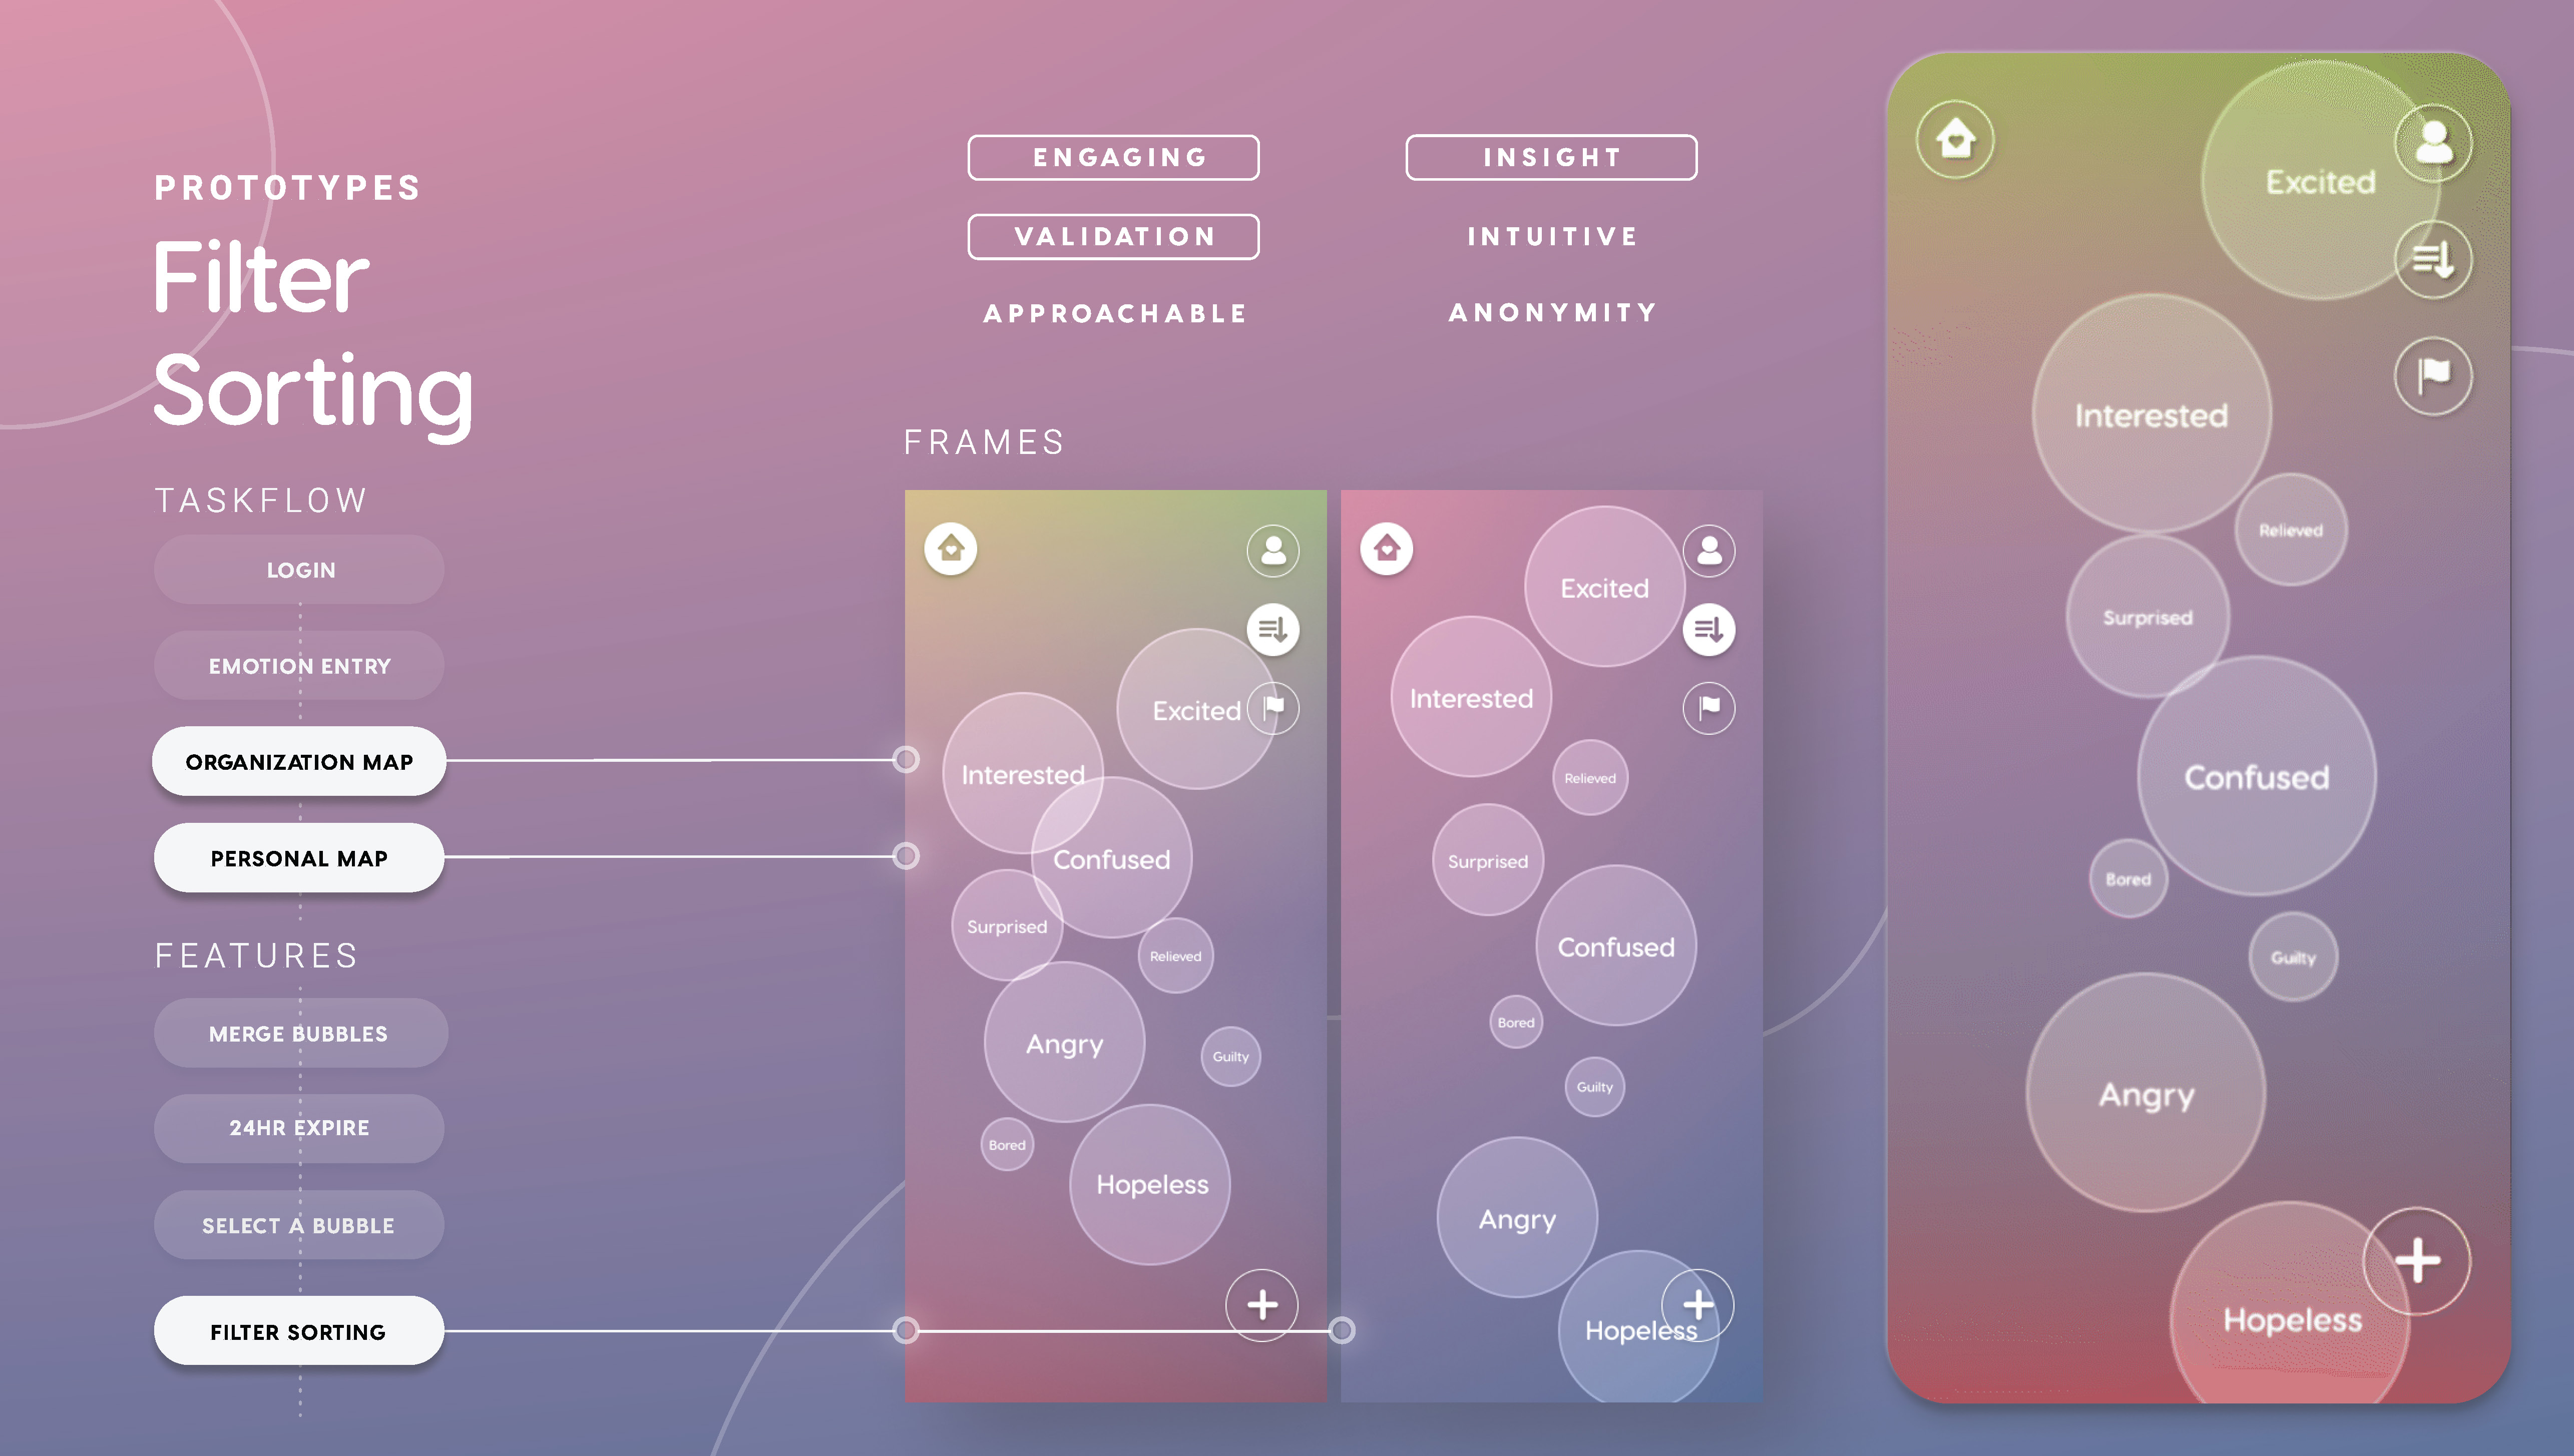 PROTOTYPES
Filter
Sorting
TASKFLOW
LOGIN
EMOTION ENTRY
ORGANIZATION MAP
PERSONAL MAP
FEATURES
MERGE BUBBLES
24HR EXPIRE
SELECT A BUBBLE
FILTER SORTING
ENGAGING
VALIDATION
APPROACHABLE
INSIGHT
INTUITIVE
ANONYMITY
FRAMES
Excited
Interested
Confused
Surprised
Relieved
Angry
Guilty
Bored
Hopeless
Excited
Interested
Relieved
Surprised
Confused
Bored
Guilty
Angry
Hopeless
Excited
Interested
Relieved
Surprised
Confused
Bored
Guilty
Angry
Hopeless